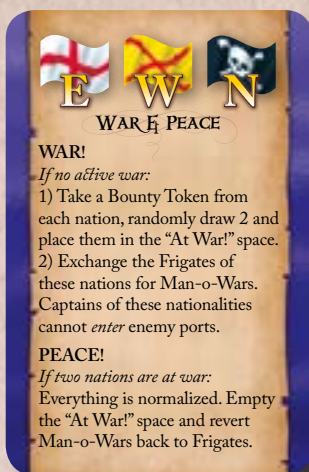 E W N
WAR & PEACE
WAR!
If no active war:
1) Take a Bounty Token from
each nation, randomly draw 2 and
place them in the “At War!” space.
2) Exchange the Frigates of
these nations for Man-o-Wars.
Captains of these nationalities
cannot enter enemy ports.
PEACE!
If two nations are at war:
Everything is normalized. Empty
the “At War!” space and revert
Man-o-Wars back to Frigates.